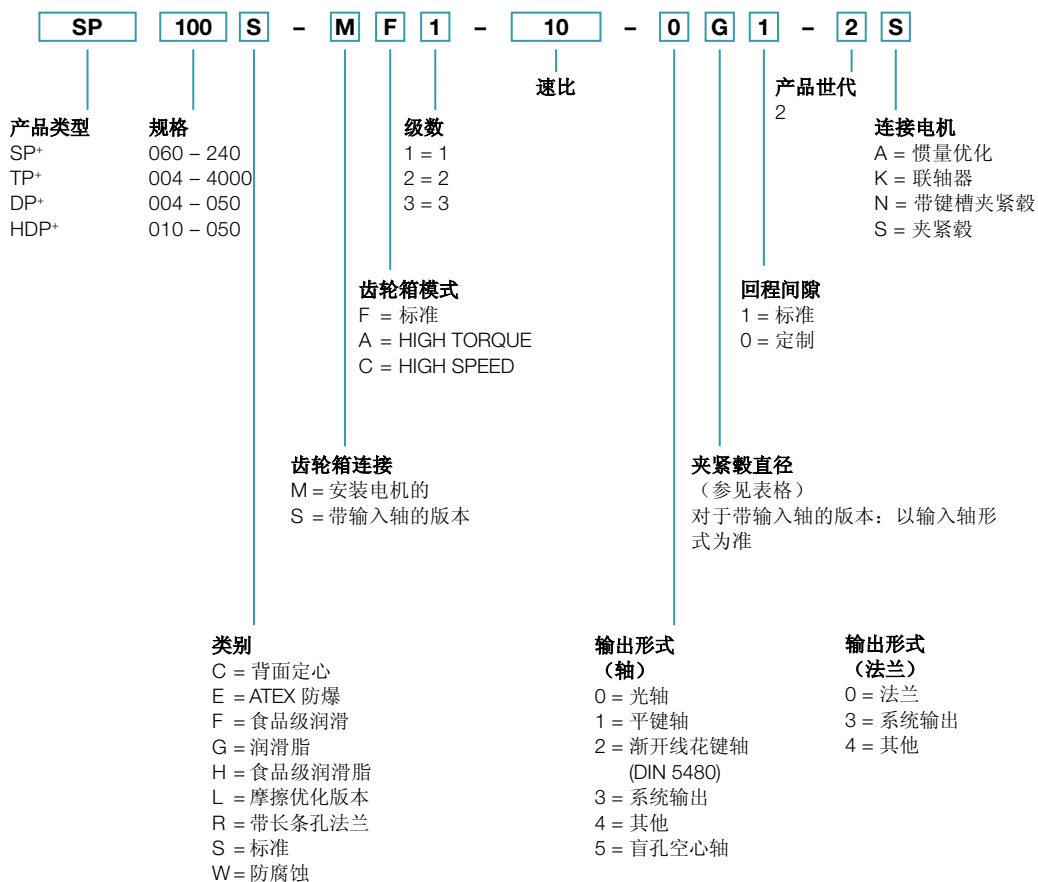 SP 100 S – M F 1 – 10 – 0 G 1 – 2 S
速比
产品世代
2
产品类型
SP+
TP+
DP+
HDP+
规格
060 – 240
004 – 4000
004 – 050
010 – 050
级数
1 = 1
2 = 2
3 = 3
连接电机
A = 惯量优化
K = 联轴器
N = 带键槽夹紧毂
S = 夹紧毂
齿轮箱模式
F = 标准
A = HIGH TORQUE
C = HIGH SPEED
回程间隙
1 = 标准
0 = 定制
齿轮箱连接
M = 安装电机的
S = 带输入轴的版本
夹紧毂直径
（参见表格）
对于带输入轴的版本：以输入轴形
式为准
类别
C = 背面定心
E = ATEX 防爆
F = 食品级润滑
G = 润滑脂
H = 食品级润滑脂
L = 摩擦优化版本
R = 带长条孔法兰
S = 标准
W = 防腐蚀
输出形式
（轴）
0 = 光轴
1 = 平键轴
2 = 渐开线花键轴
(DIN 5480)
3 = 系统输出
4 = 其他
5 = 盲孔空心轴
输出形式
（法兰）
0 = 法兰
3 = 系统输出
4 = 其他